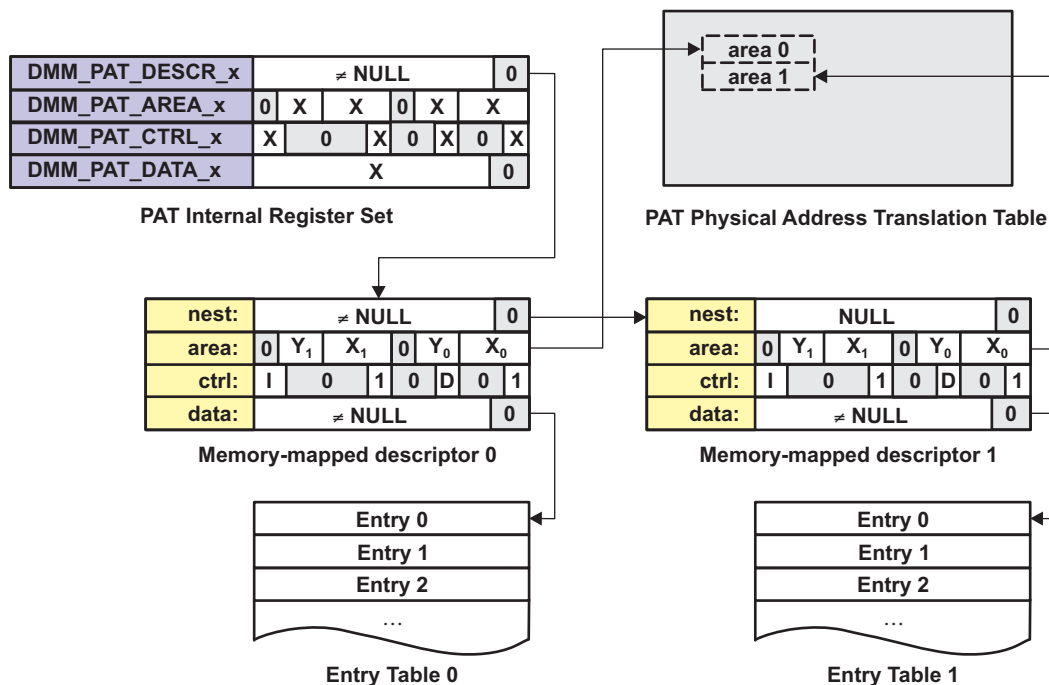 DMM_PAT_DESCR_x ≠ NULL 0
DMM_PAT_AREA_x 0 X X 0 X X
DMM_PAT_CTRL_x X 0 X 0 X 0 X
DMM_PAT_DATA_x X 0
PAT Internal Register Set
area 0
area 1
PAT Physical Address Translation Table
nest: ≠ NULL 0
area: 0 Y1 X1 0 Y0 X0
ctrl: I 0 1 0 D 0 1
data: ≠ NULL 0
Memory-mapped descriptor 0
nest: NULL 0
area: 0 Y1 X1 0 Y0 X0
ctrl: I 0 1 0 D 0 1
data: ≠ NULL 0
Memory-mapped descriptor 1
Entry 0
Entry 1
Entry 2
...
Entry Table 0
Entry 0
Entry 1
Entry 2
...
Entry Table 1